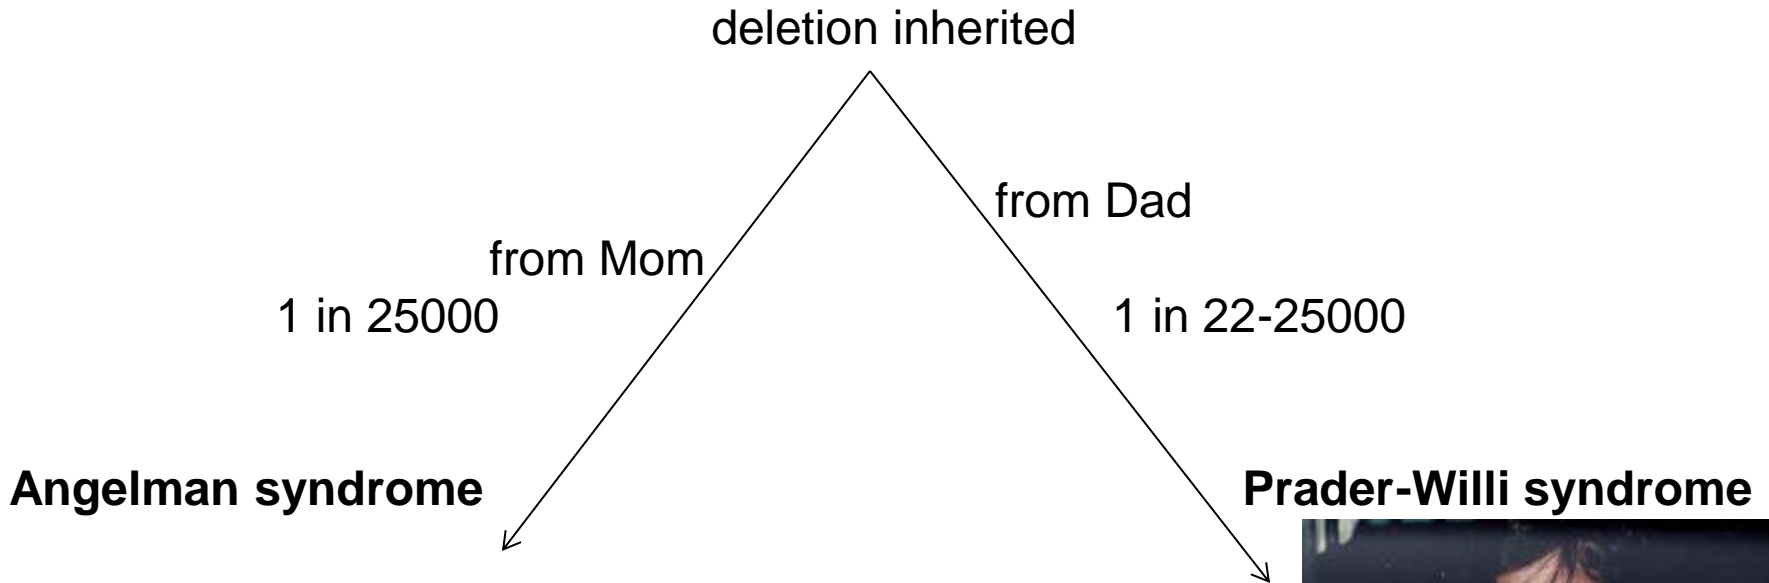 deletion inherited
from Dad
from Mom
1 in 25000
1 in 22-25000
Angelman syndrome
Prader-Willi syndrome